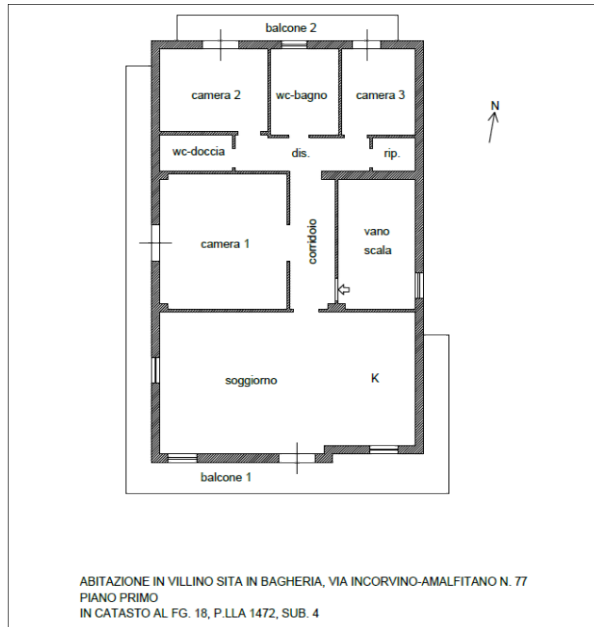 balcone 2
camera 2
wc-bagno
camera 3
N
wc-doccia
dis.
rip.
camera 1
corridoio
vano
scala
soggiorno
K
balcone 1
ABITAZIONE IN VILLINO SITA IN BAGHERIA, VIA INCORVINO-AMALFITANO N. 77
PIANO PRIMO
IN CATASTO AL FG. 18, P.LLA 1472, SUB. 4